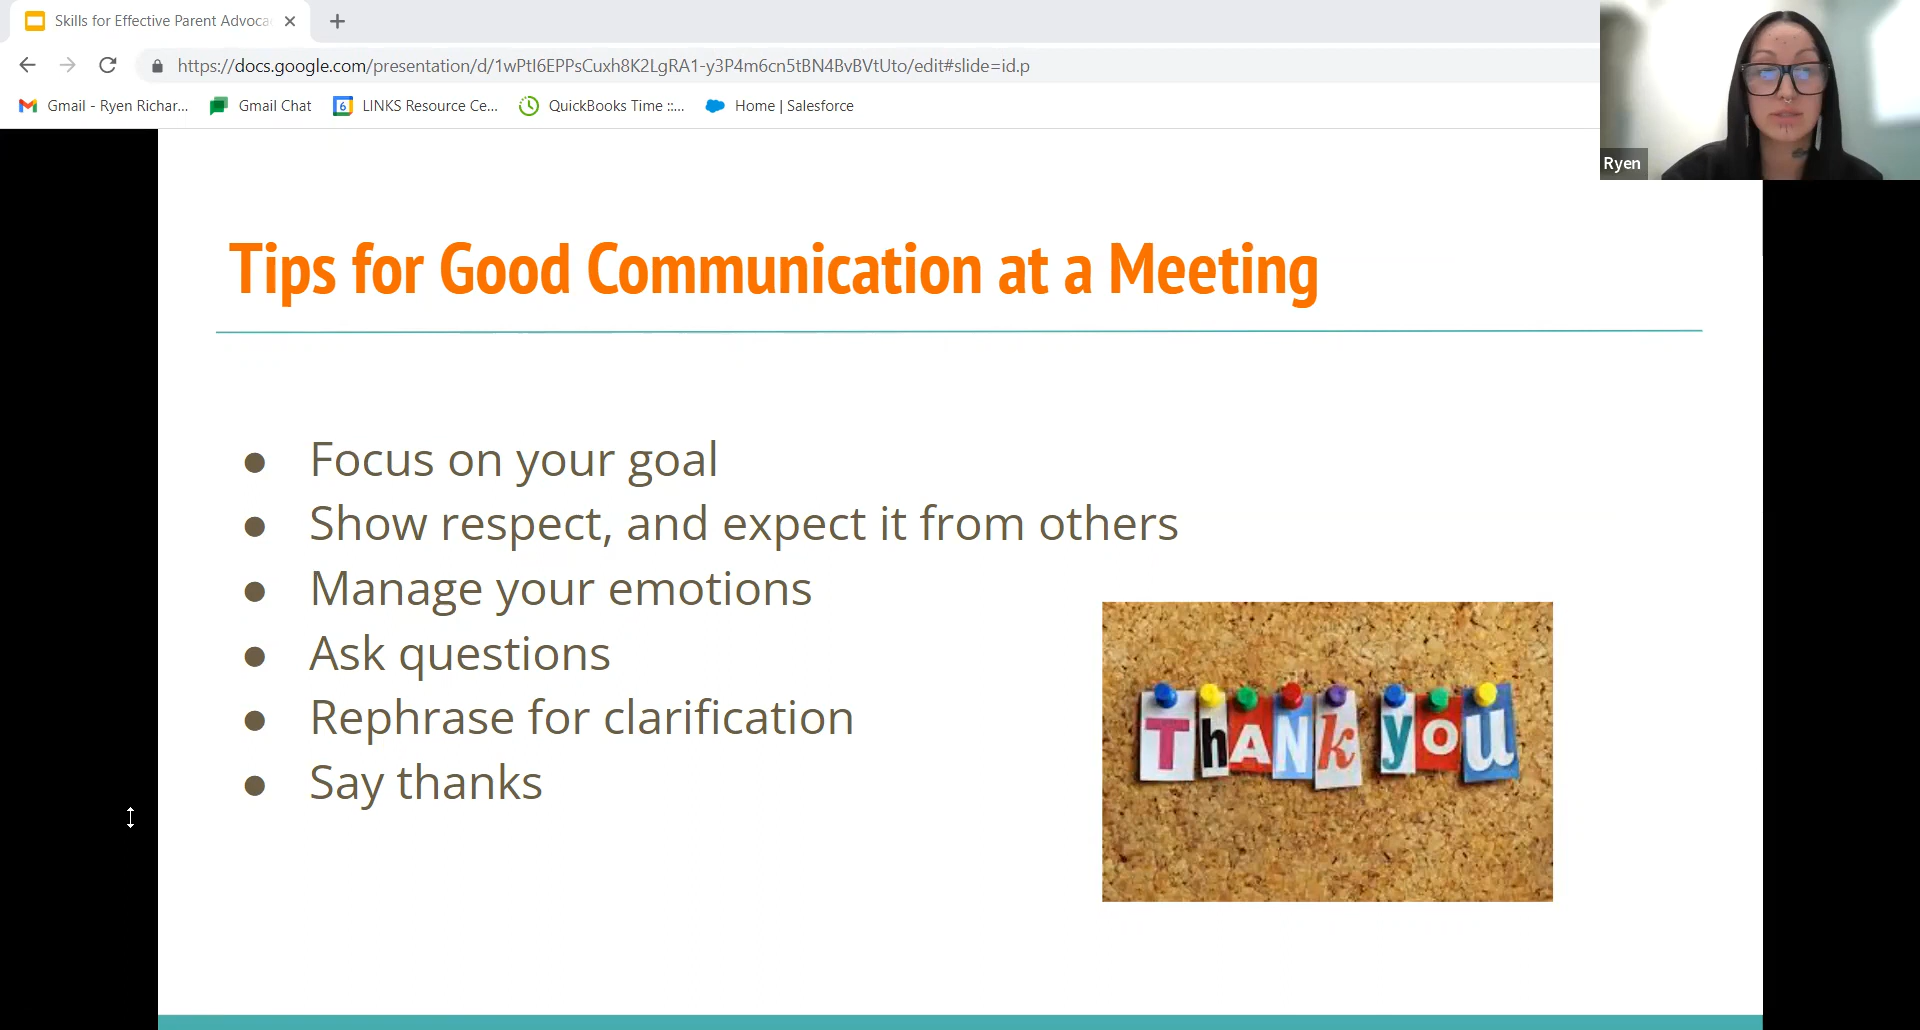 Skills for Effective Parent Advoca
https://docs.google.com/presentation/d/1wPtI6EPPsCuxh8K2LgRA1-y3P4m6cn5tBN4BvBVtUto/edit#slide=id.p
Gmail - Ryen Richar... Gmail Chat 6 LINKS Resource Ce... QuickBooks Time ::... Home | Salesforce
Ryen
Tips for Good Communication at a Meeting
● Focus on your goal
● Show respect, and expect it from others
● Manage your emotions
● Ask questions
● Rephrase for clarification
● Say thanks
ThANk you